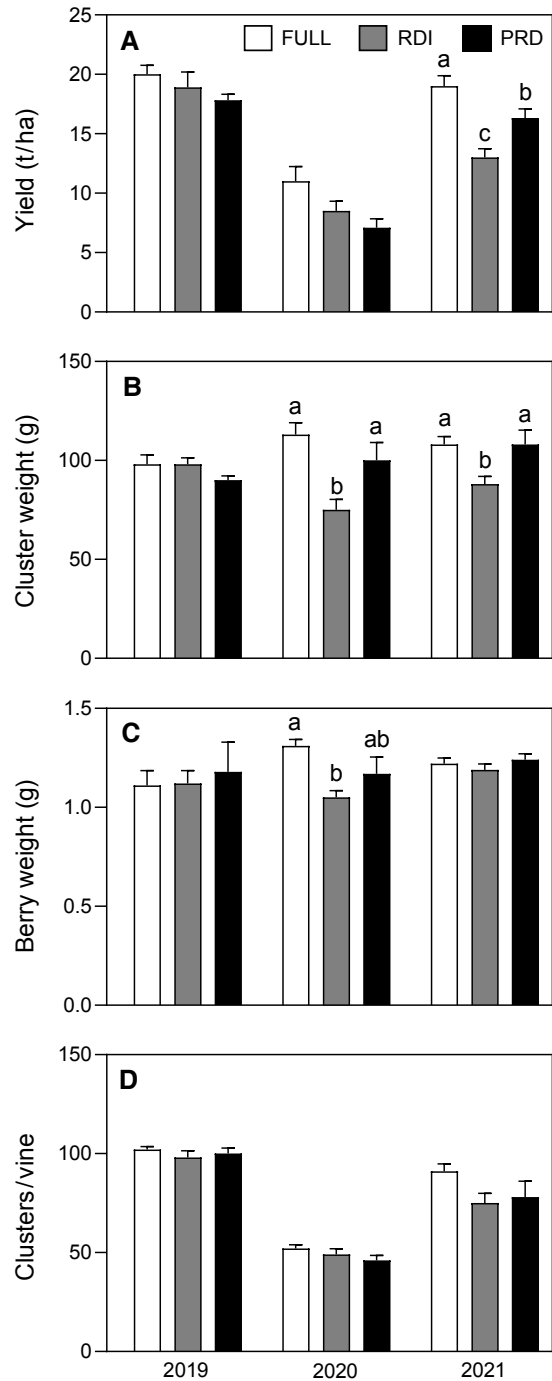 A
FULL RDI PRD
25
20
15
10
5
0
Yield (t/ha)
a
c
b
B
150
100
50
0
Cluster weight (g)
a
b
a
a
b
a
C
1.5
1.0
0.5
0.0
Berry weight (g)
a
b
ab
D
150
100
50
0
Clusters/vine
2019 2020 2021